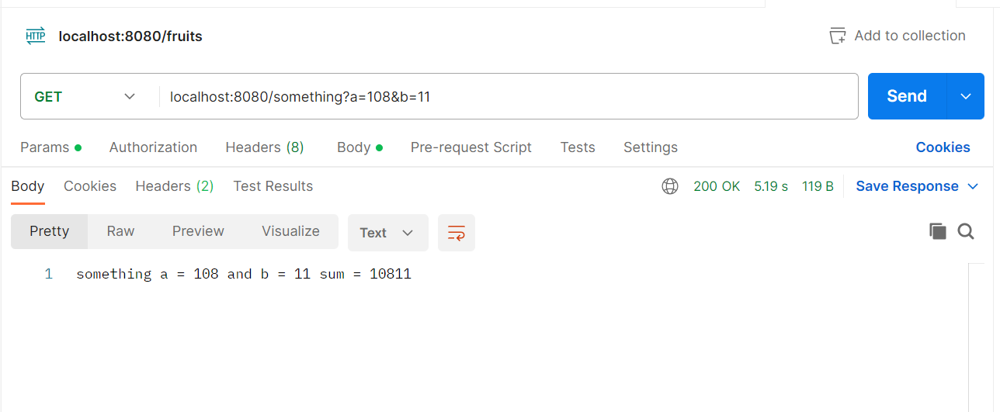 HTTP localhost:8080/fruits Add to collection
GET localhost:8080/something?a=108&b=11 Send
Params Authorization Headers (8) Body Pre-request Script Tests Settings Cookies
Body Cookies Headers (2) Test Results 200 OK 5.19 s 119 B Save Response
Pretty Raw Preview Visualize Text
1 something a = 108 and b = 11 sum = 10811